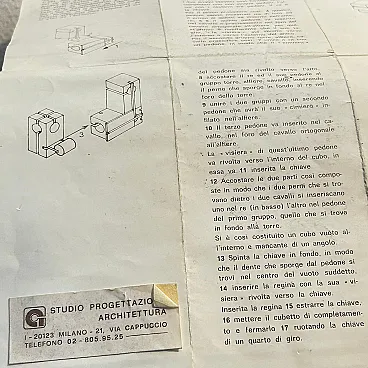 del pedone sia rivolto verso l'alto.
8 accostare il re ed il suo pedone al
gruppo torre, alfiere, cavallo, inserendo
il perno che sporge in fondo al re nel
foro della torre.
9 unire i due gruppi con un secondo
pedone che avrà il suo « cimiero » in-
filato nell'alfiere.
10 Il terzo pedone va inserito nel ca-
vallo, nel foro del cavallo ortogonale
all'alfiere.
La « visiera » di quest'ultimo pedone
va rivolta verso l'interno del cubo, in
essa va 11 inserita la chiave
12 Accostare le due parti così compo-
ste in modo che i due perni che si tro-
vano dietro i due cavalli si inseriscano
uno nel re (in basso) l'altro nel pedone
del primo gruppo, quello che si trova
in fondo alla torre.
Si è così costituito un cubo vuoto al-
l'interno e mancante di un angolo.
13 Spinta la chiave in fondo, in modo
che il dente che sporge dal pedone si
trovi nel centro del vuoto suddetto.
14 inserire la regina con la sua « vi-
siera » rivolta verso la chiave.
Inserita la regina 15 estrarre la chiave,
16 mettere il cubetto di completamen-
to e fermarlo 17 ruotando la chiave
di un quarto di giro.
3
STUDIO PROGETTAZIO
ARCHITETTURA
I-20123 MILANO - 21, VIA CAPPUCCIO
TELEFONO 02 - 805.95.25